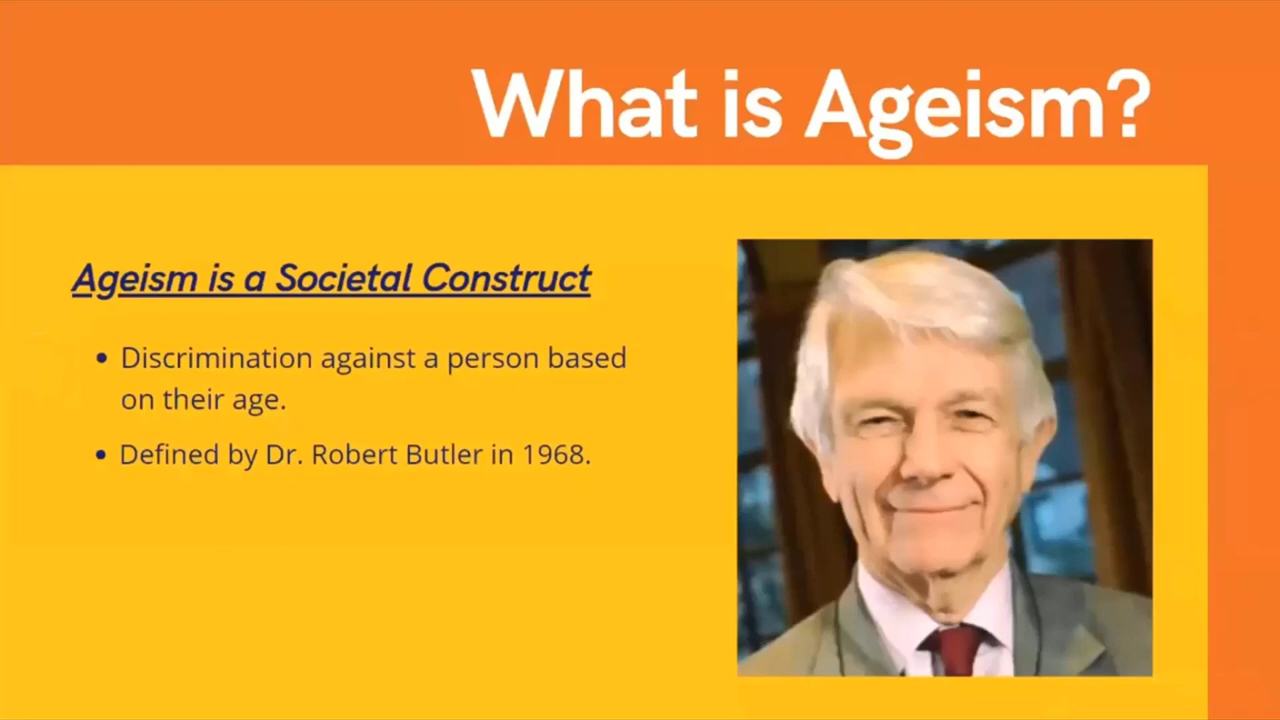 What is Ageism?
Ageism is a Societal Construct
• Discrimination against a person based
on their age.
• Defined by Dr. Robert Butler in 1968.